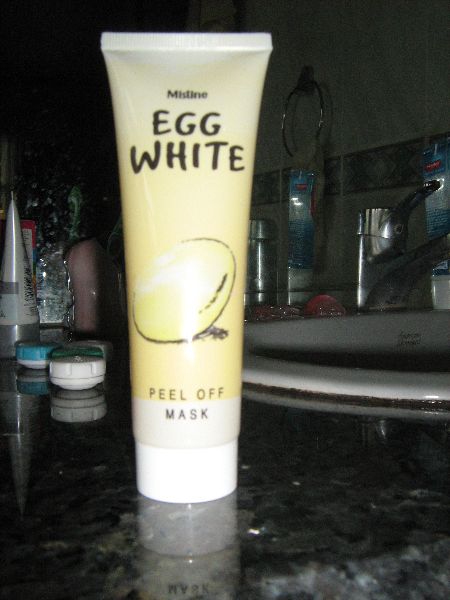 Mistine
EGG
WHITE
PEEL OFF
MASK